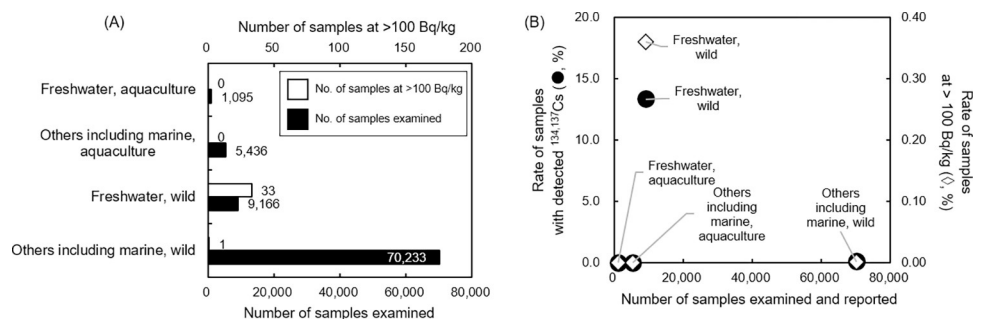 (A)
Number of samples at >100 Bq/kg
0 50 100 150 200
Freshwater, aquaculture
0
1,095
No. of samples at >100 Bq/kg
No. of samples examined
Others including marine,
aquaculture
0
5,436
Freshwater, wild
33
9,166
Others including marine, wild
1
70,233
0 20,000 40,000 60,000 80,000
Number of samples examined
(B)
Rate of samples
with detected 134,137Cs (●, %)
20.0
15.0
10.0
5.0
0.0
Freshwater,
wild
Freshwater,
wild
Freshwater,
aquaculture
Others
including
marine,
aquaculture
Others
including
marine, wild
0.40
0.30
0.20
0.10
0.00
Rate of samples
at > 100 Bq/kg (◇, %)
0 20,000 40,000 60,000 80,000
Number of samples examined and reported